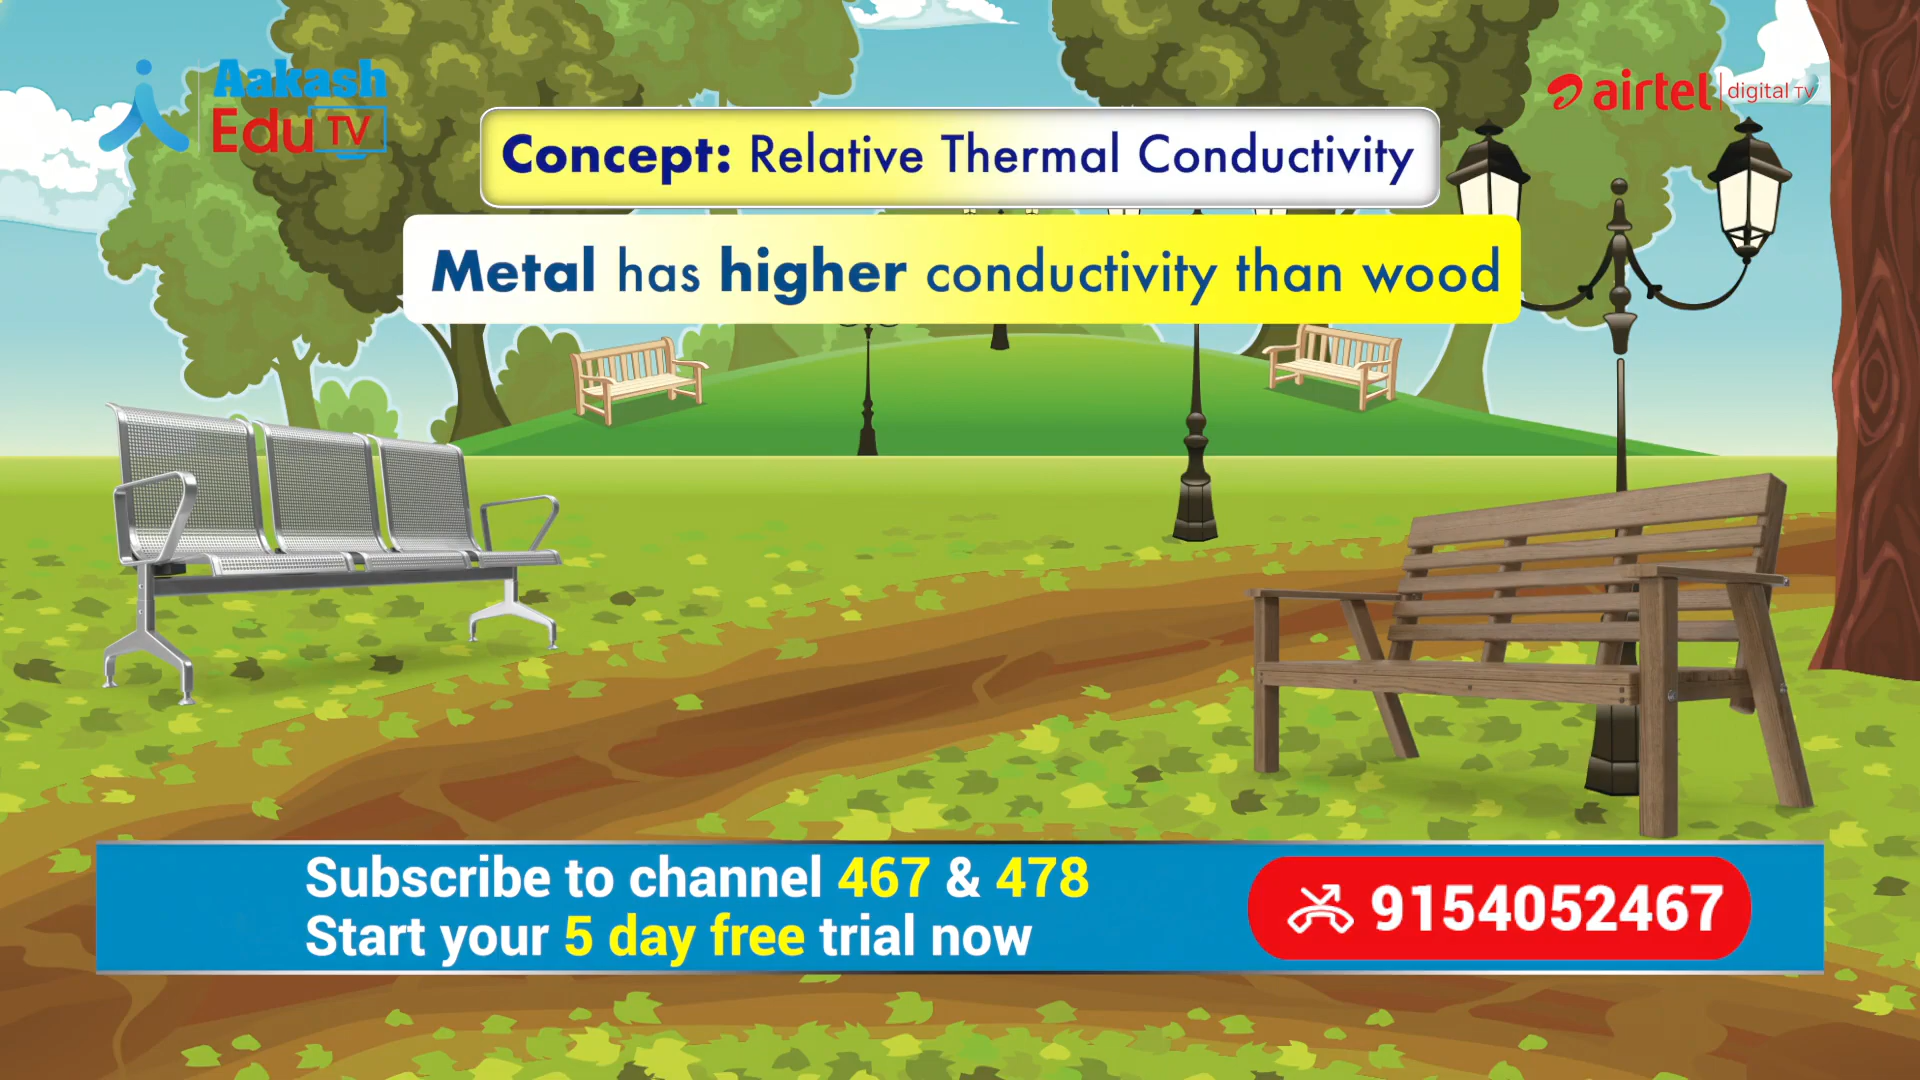 Aakash
Edu TV
airtel digital TV
Concept: Relative Thermal Conductivity
Metal has higher conductivity than wood
Subscribe to channel 467 & 478
Start your 5 day free trial now
9154052467